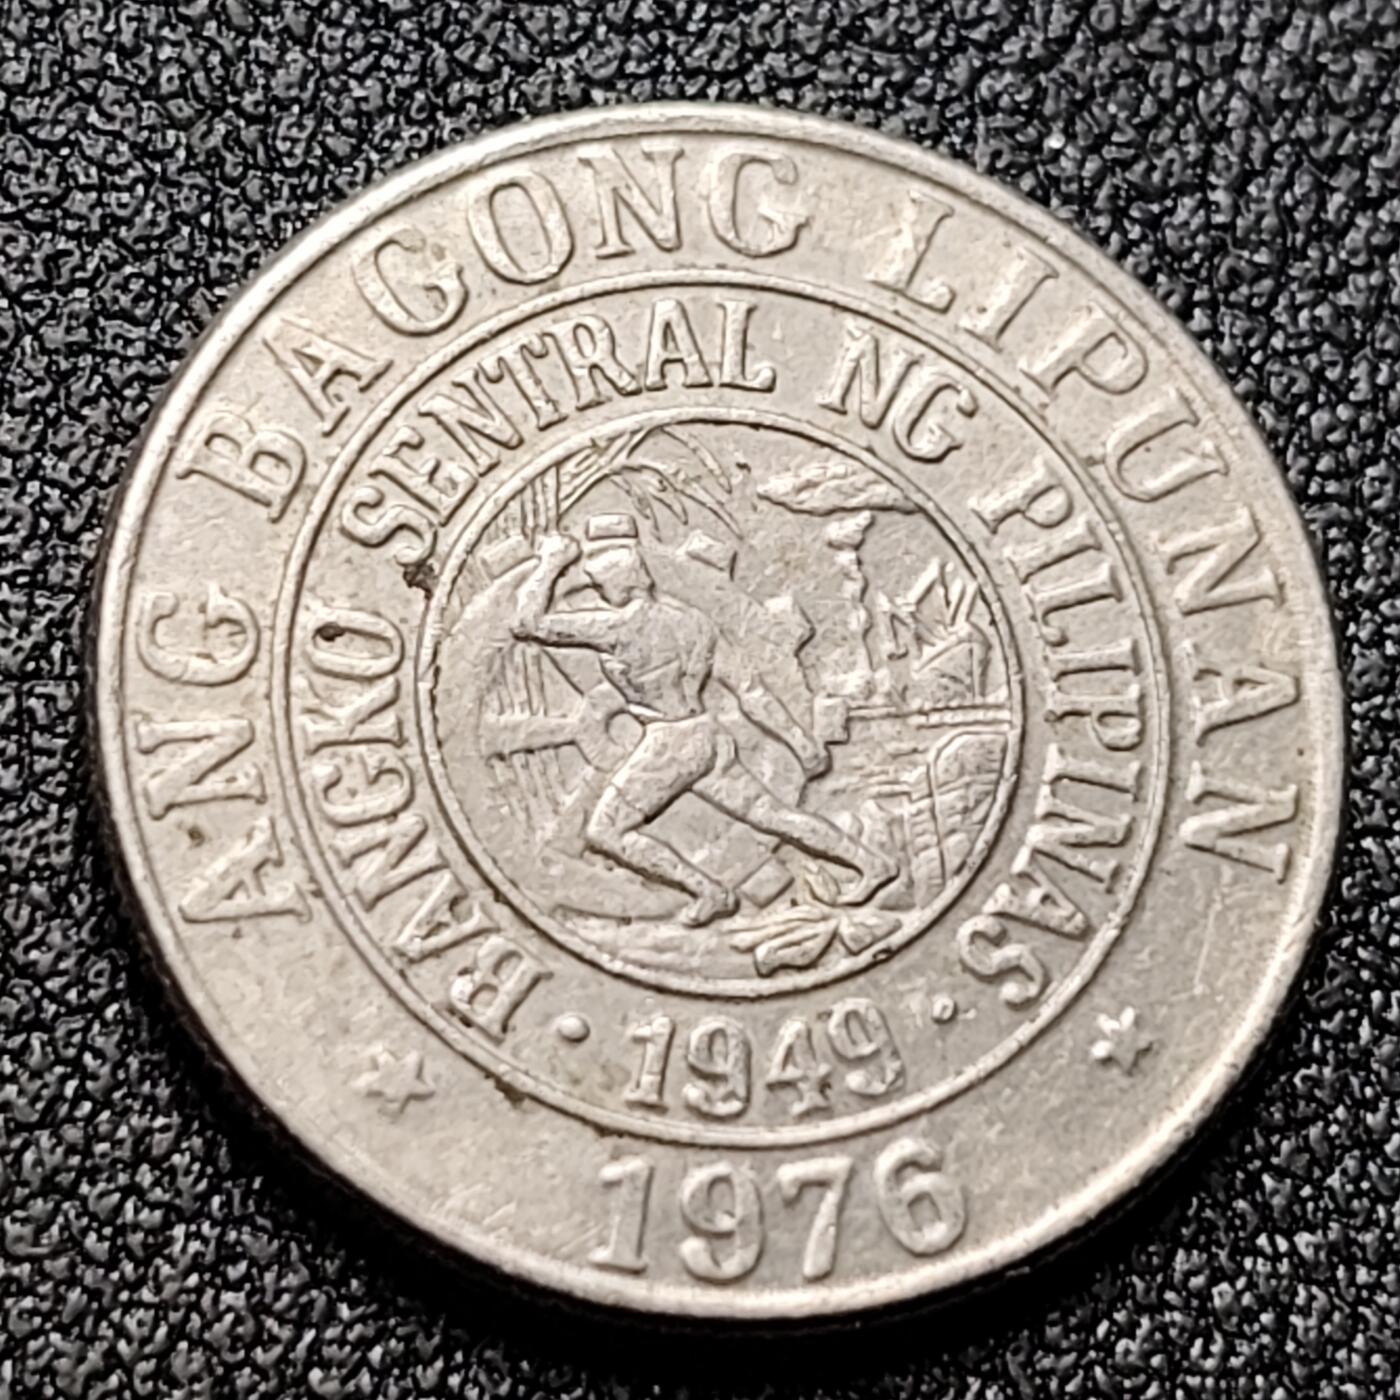 ANG BAGONG LIPUNAN
BANGKO SENTRAL NG PILIPINAS
· 1949 ·
1976